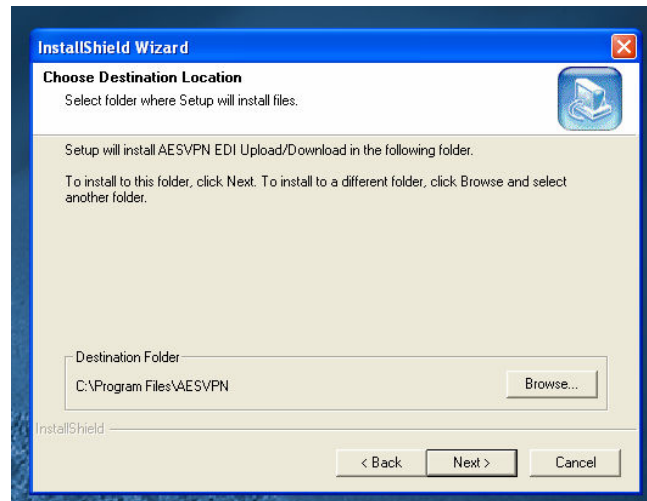 InstallShield Wizard
Choose Destination Location
Select folder where Setup will install files.
Setup will install AESVPN EDI Upload/Download in the following folder.
To install to this folder, click Next. To install to a different folder, click Browse and select
another folder.
Destination Folder
C:\Program Files\AESVPN
Browse...
InstallShield
< Back
Next >
Cancel